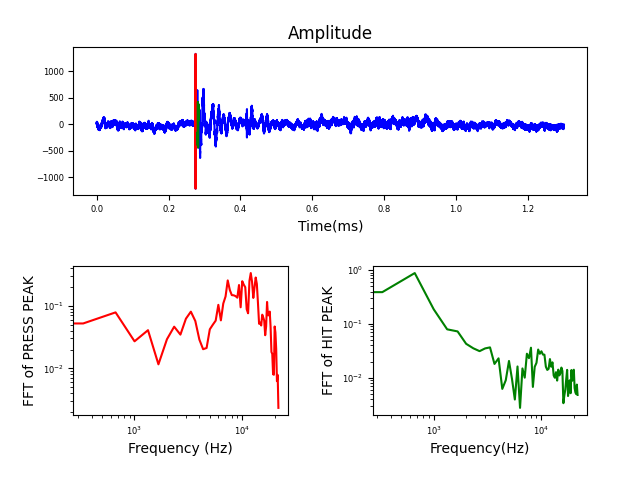 Amplitude
1000
500
0
−500
−1000
0.0 0.2 0.4 0.6 0.8 1.0 1.2
Time(ms)
FFT of PRESS PEAK
10⁻¹
10⁻²
10³ 10⁴
Frequency (Hz)
FFT of HIT PEAK
10⁰
10⁻¹
10⁻²
10³ 10⁴
Frequency(Hz)